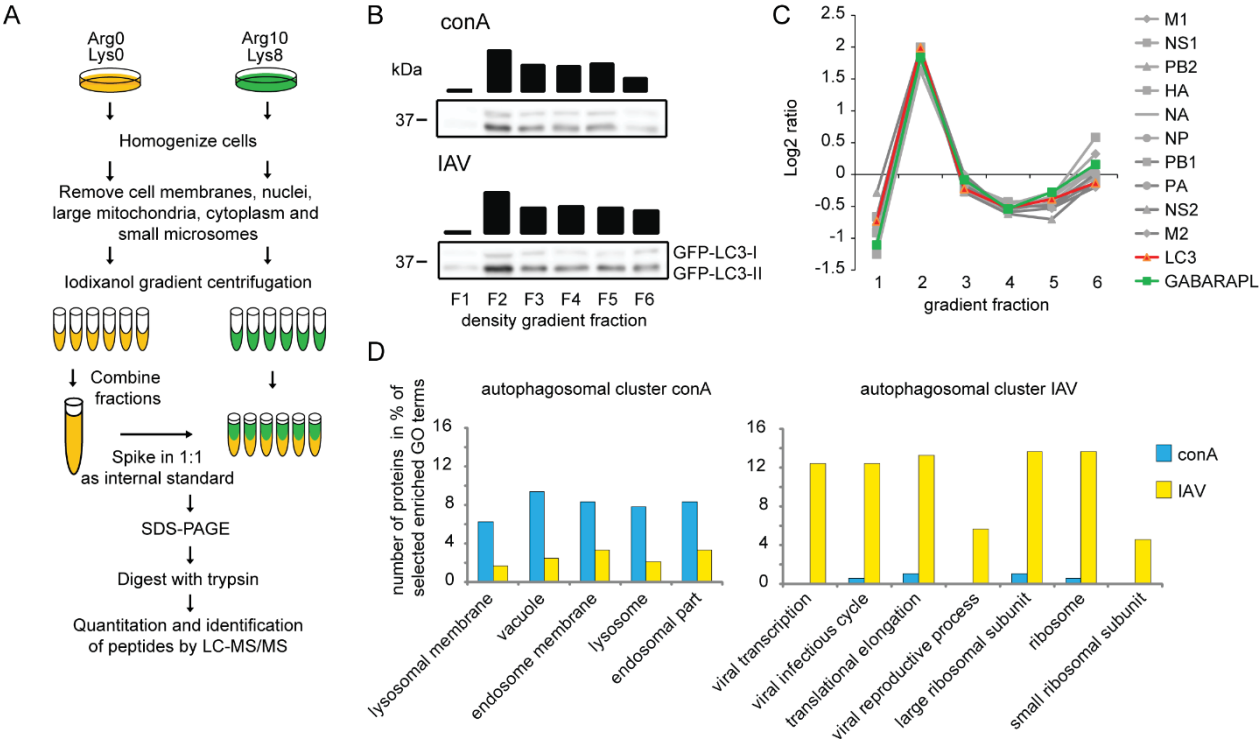 A
Arg0
Lys0
Arg10
Lys8
Homogenize cells
Remove cell membranes, nuclei,
large mitochondria, cytoplasm and
small microsomes
Iodixanol gradient centrifugation
Combine
fractions
Spike in 1:1
as internal standard
SDS-PAGE
Digest with trypsin
Quantitation and identification
of peptides by LC-MS/MS
B
conA
kDa
37
IAV
37
GFP-LC3-I
GFP-LC3-II
F1 F2 F3 F4 F5 F6
density gradient fraction
C
Log2 ratio
2.5
2
1.5
1
0.5
0
-0.5
-1
-1.5
1 2 3 4 5 6
gradient fraction
M1
NS1
PB2
HA
NA
NP
PB1
PA
NS2
M2
LC3
GABARAPL
D
number of proteins in % of
selected enriched GO terms
autophagosomal cluster conA
16
12
8
4
0
lysosomal membrane
vacuole
endosome membrane
lysosome
endosomal part
autophagosomal cluster IAV
16
12
8
4
0
viral transcription
viral infectious cycle
translational elongation
viral reproductive process
large ribosomal subunit
ribosome
small ribosomal subunit
conA
IAV